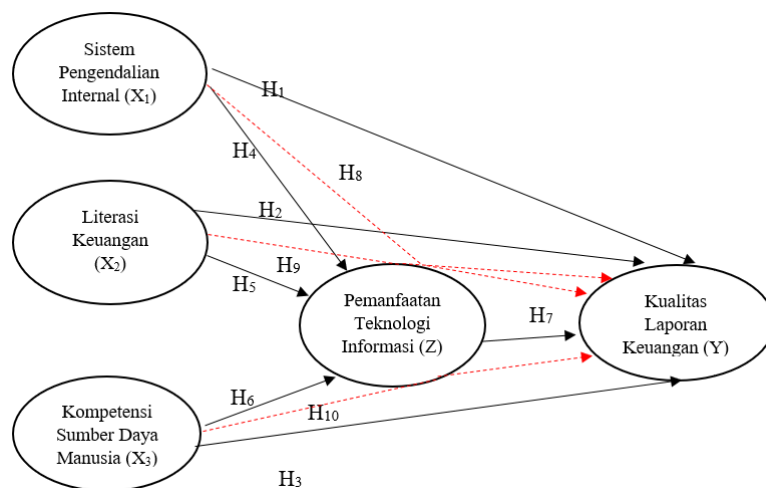 Sistem
Pengendalian
Internal (X₁)
H₁
H₄
H₈
Literasi
Keuangan
(X₂)
H₂
H₉
H₅
Pemanfaatan
Teknologi
Informasi (Z)
H₇
Kualitas
Laporan
Keuangan (Y)
Kompetensi
Sumber Daya
Manusia (X₃)
H₆
H₁₀
H₃